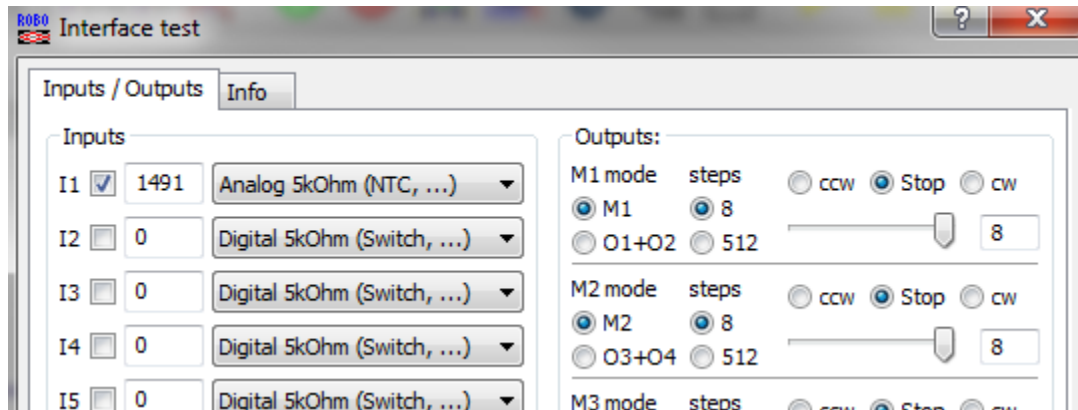 ROBO Interface test ? X
Inputs / Outputs Info
Inputs
I1 1491 Analog 5kOhm (NTC, ...)
I2 0 Digital 5kOhm (Switch, ...)
I3 0 Digital 5kOhm (Switch, ...)
I4 0 Digital 5kOhm (Switch, ...)
I5 0 Digital 5kOhm (Switch, ...)
Outputs:
M1 mode steps ccw Stop cw
M1 8
O1+O2 512 8
M2 mode steps ccw Stop cw
M2 8
O3+O4 512 8
M3 mode steps ccw Stop cw